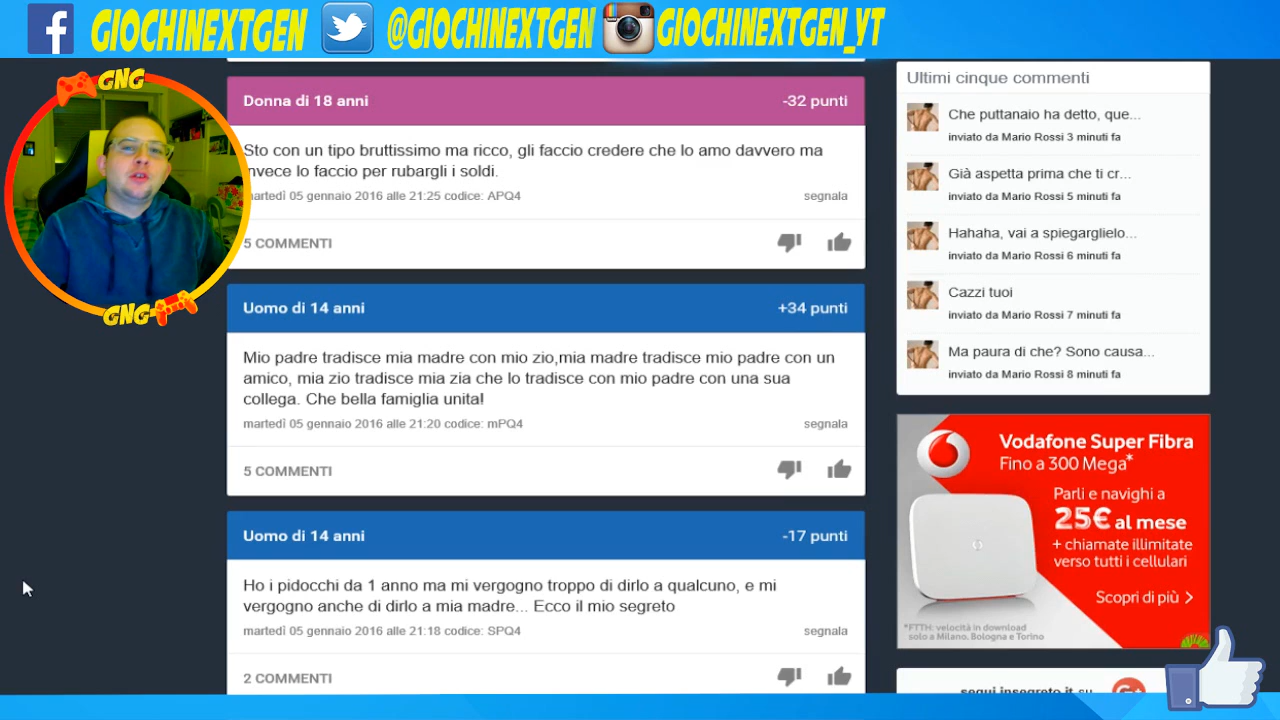 GIOCHINEXTGEN @GIOCHINEXTGEN GIOCHINEXTGEN_YT
GNG
GNG
Donna di 18 anni -32 punti
Sto con un tipo bruttissimo ma ricco, gli faccio credere che lo amo davvero ma
nvece lo faccio per rubargli i soldi.
martedì 05 gennaio 2016 alle 21:25 codice: APQ4 segnala
5 COMMENTI
Uomo di 14 anni +34 punti
Mio padre tradisce mia madre con mio zio,mia madre tradisce mio padre con un
amico, mia zio tradisce mia zia che lo tradisce con mio padre con una sua
collega. Che bella famiglia unita!
martedì 05 gennaio 2016 alle 21:20 codice: mPQ4 segnala
5 COMMENTI
Uomo di 14 anni -17 punti
Ho i pidocchi da 1 anno ma mi vergogno troppo di dirlo a qualcuno, e mi
vergogno anche di dirlo a mia madre... Ecco il mio segreto
martedì 05 gennaio 2016 alle 21:18 codice: SPQ4 segnala
2 COMMENTI
Ultimi cinque commenti
Che puttanaio ha detto, que...
inviato da Mario Rossi 3 minuti fa
Già aspetta prima che ti cr...
inviato da Mario Rossi 5 minuti fa
Hahaha, vai a spiegarglielo...
inviato da Mario Rossi 6 minuti fa
Cazzi tuoi
inviato da Mario Rossi 7 minuti fa
Ma paura di che? Sono causa...
inviato da Mario Rossi 8 minuti fa
Vodafone Super Fibra
Fino a 300 Mega*
Parli e navighi a
25€ al mese
+ chiamate illimitate
verso tutti i cellulari
Scopri di più >
*FTTH: velocità in download
solo a Milano, Bologna e Torino
segui insegreto.it su